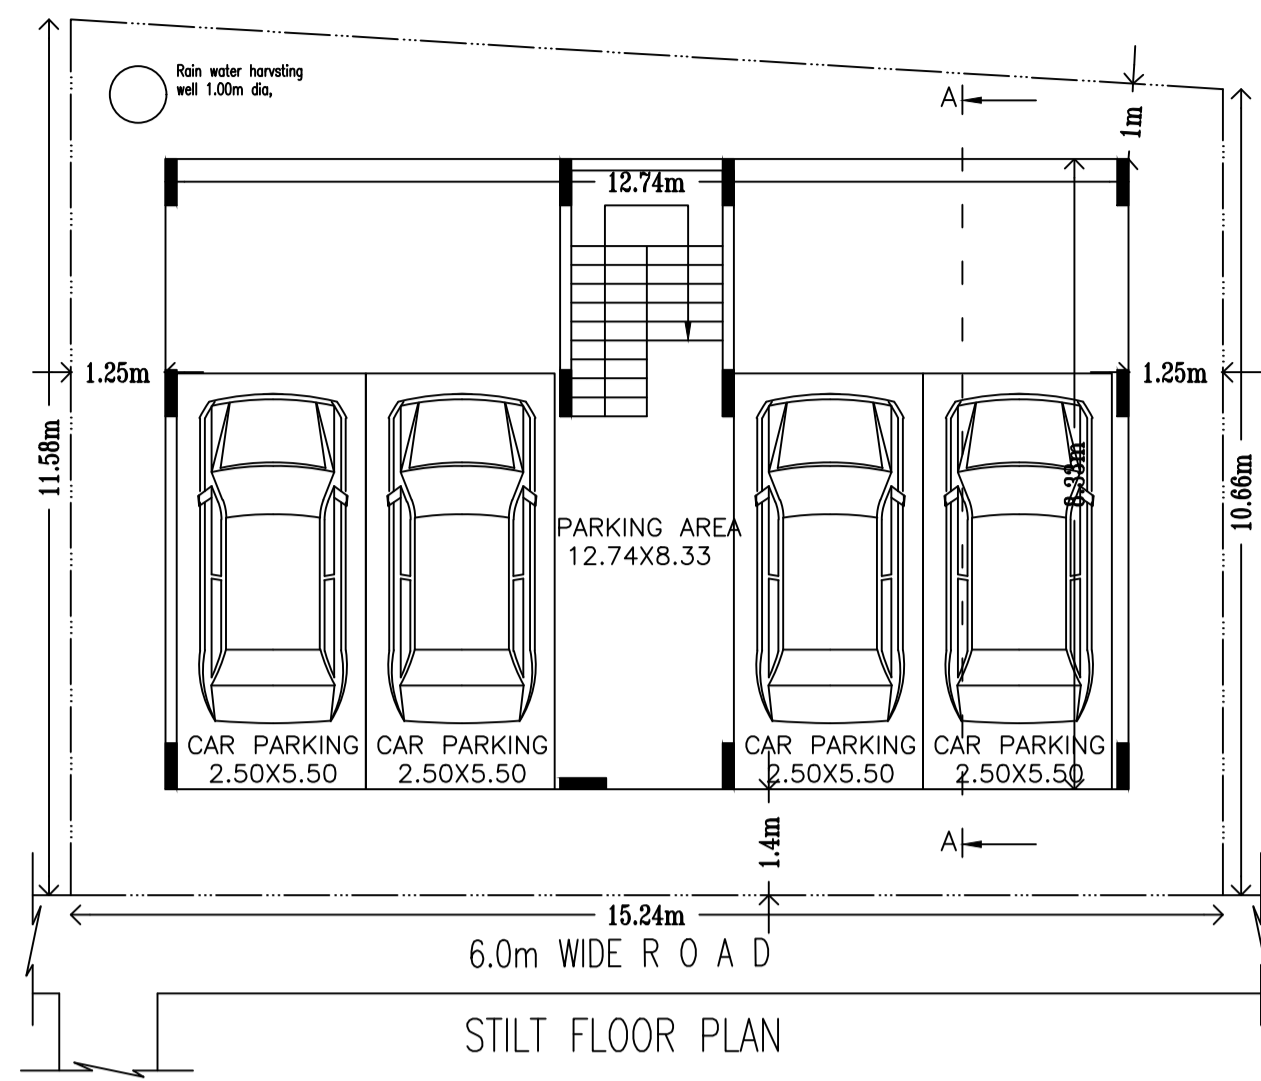 Rain water harvsting
well 1.00m dia,
A
1m
12.74m
1.25m
1.25m
11.58m
8.33m
10.66m
PARKING AREA
12.74X8.33
CAR PARKING
2.50X5.50
CAR PARKING
2.50X5.50
CAR PARKING
2.50X5.50
CAR PARKING
2.50X5.50
1.4m
A
15.24m
6.0m WIDE R O A D
STILT FLOOR PLAN